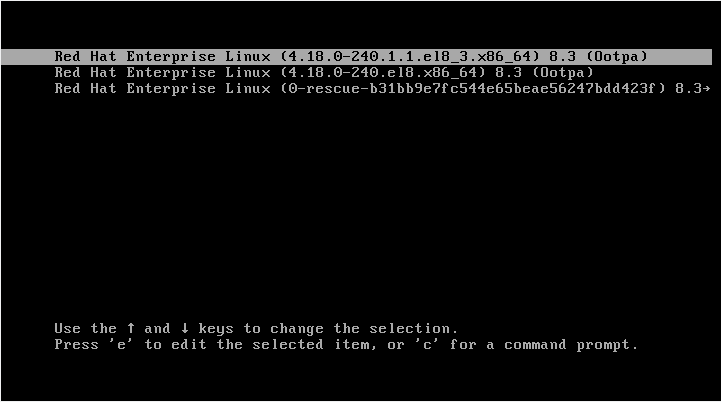 Red Hat Enterprise Linux (4.18.0-240.1.1.el8_3.x86_64) 8.3 (Ootpa)
Red Hat Enterprise Linux (4.18.0-240.el8.x86_64) 8.3 (Ootpa)
Red Hat Enterprise Linux (0-rescue-b31bb9e7fc544e65beae56247bdd423f) 8.3→
Use the ↑ and ↓ keys to change the selection.
Press 'e' to edit the selected item, or 'c' for a command prompt.